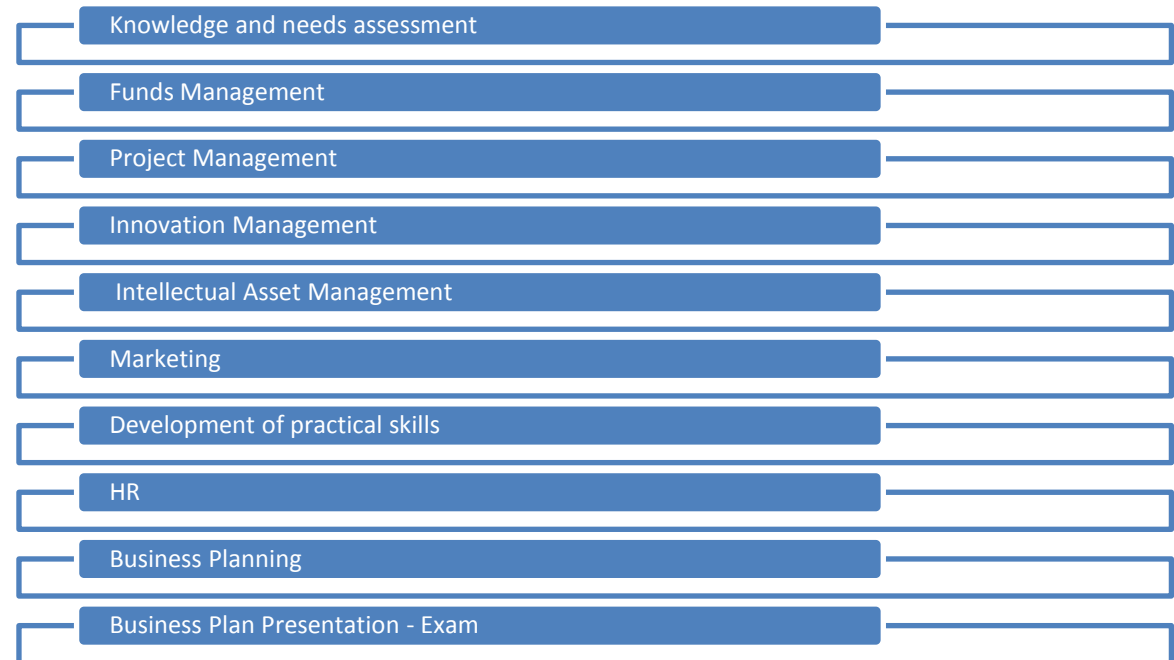 Knowledge and needs assessment
Funds Management
Project Management
Innovation Management
Intellectual Asset Management
Marketing
Development of practical skills
HR
Business Planning
Business Plan Presentation - Exam